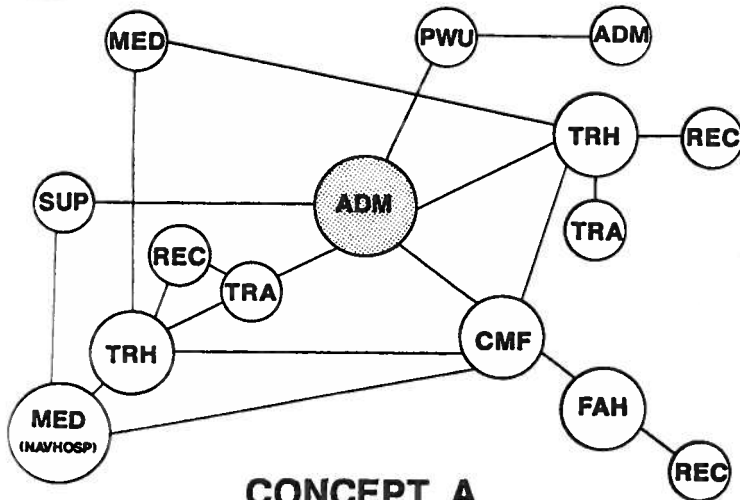 MED
PWU
ADM
TRH
REC
SUP
ADM
TRA
REC
TRA
TRH
CMF
MED
(NAVHOSP)
FAH
REC
CONCEPT A